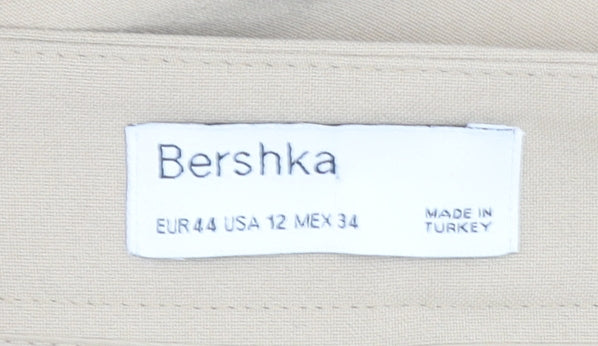 Bershka
EUR 44 USA 12 MEX 34
MADE IN
TURKEY